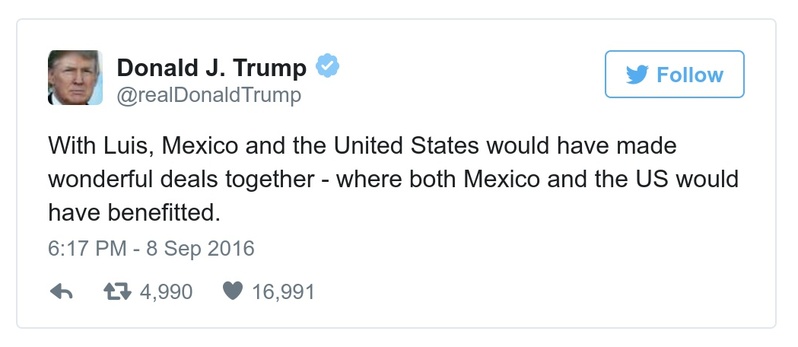 Donald J. Trump
@realDonaldTrump
Follow
With Luis, Mexico and the United States would have made
wonderful deals together - where both Mexico and the US would
have benefitted.
6:17 PM - 8 Sep 2016
4,990 16,991